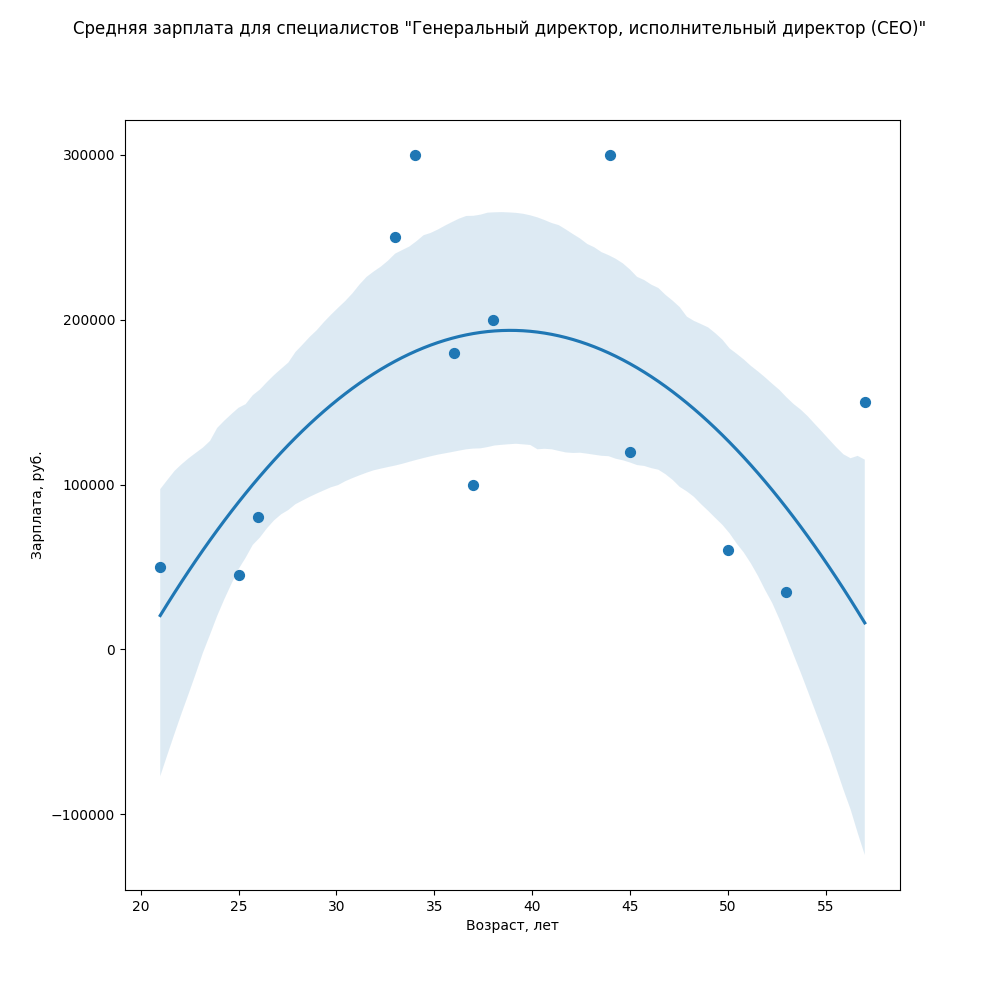 Средняя зарплата для специалистов "Генеральный директор, исполнительный директор (CEO)"
300000
200000
100000
0
−100000
Зарплата, руб.
20 25 30 35 40 45 50 55
Возраст, лет